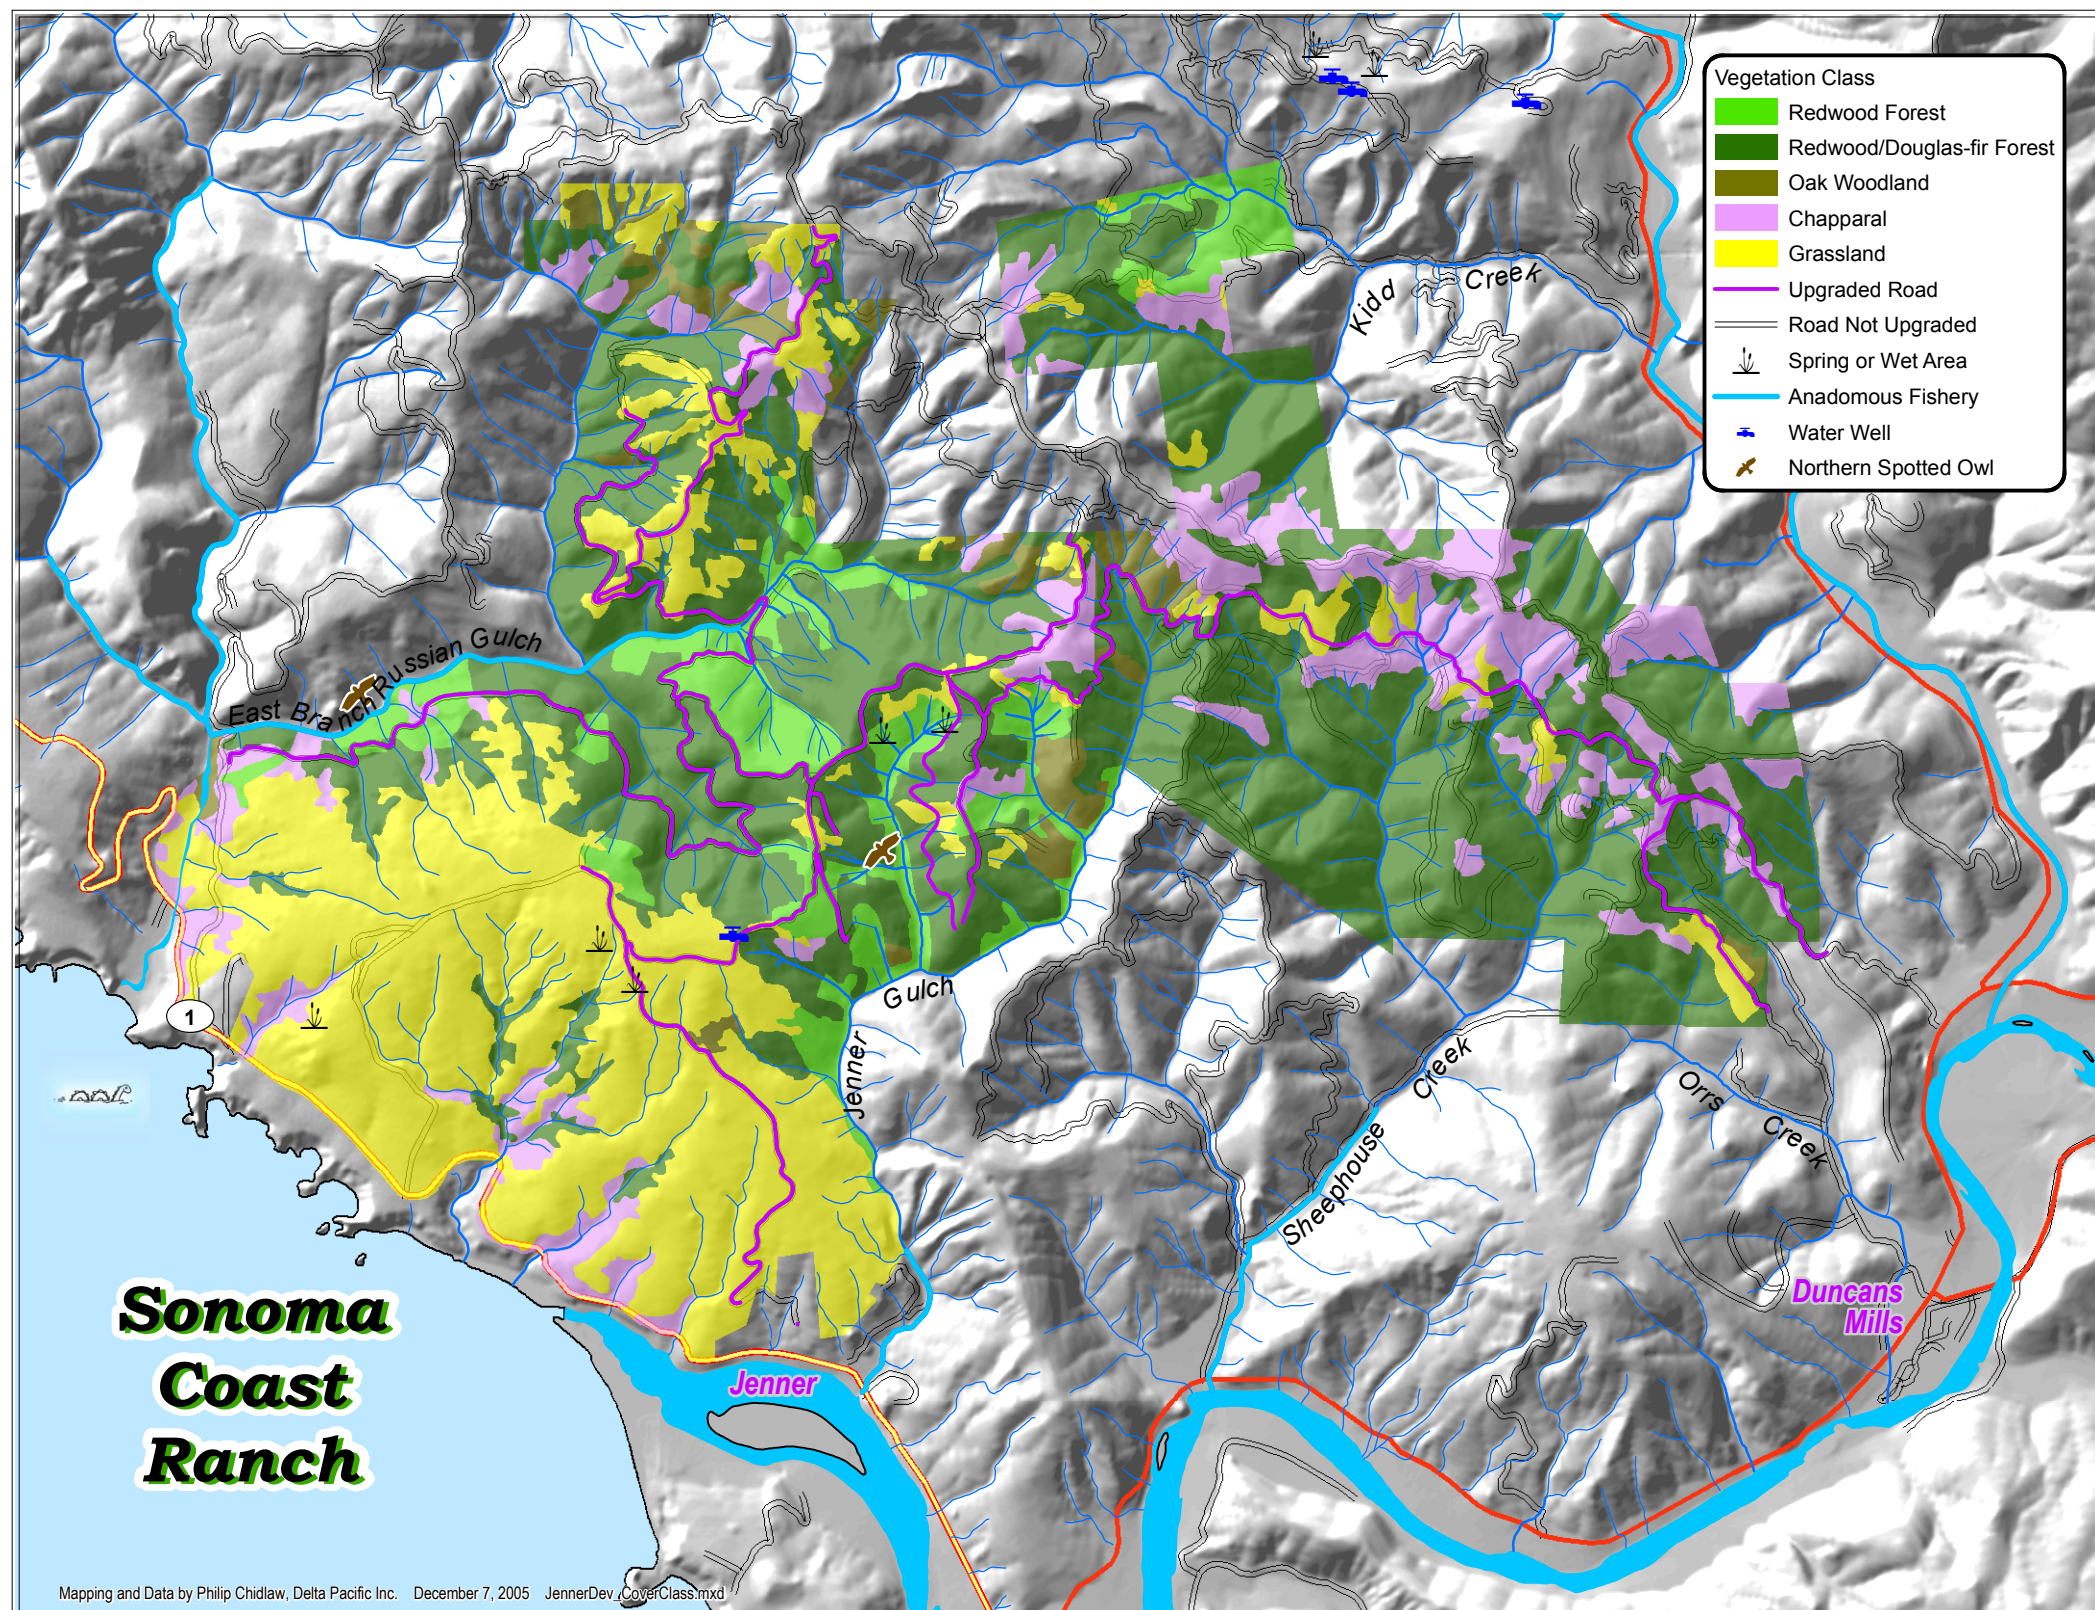 Vegetation Class
Redwood Forest
Redwood/Douglas-fir Forest
Oak Woodland
Chapparal
Grassland
Upgraded Road
Road Not Upgraded
Spring or Wet Area
Anadomous Fishery
Water Well
Northern Spotted Owl
Kidd Creek
East Branch Russian Gulch
Jenner Gulch
1
Sheephouse Creek
Orrs Creek
Duncans
Mills
Jenner
Sonoma
Coast
Ranch
Mapping and Data by Philip Chidlaw, Delta Pacific Inc. December 7, 2005 JennerDev_CoverClass.mxd